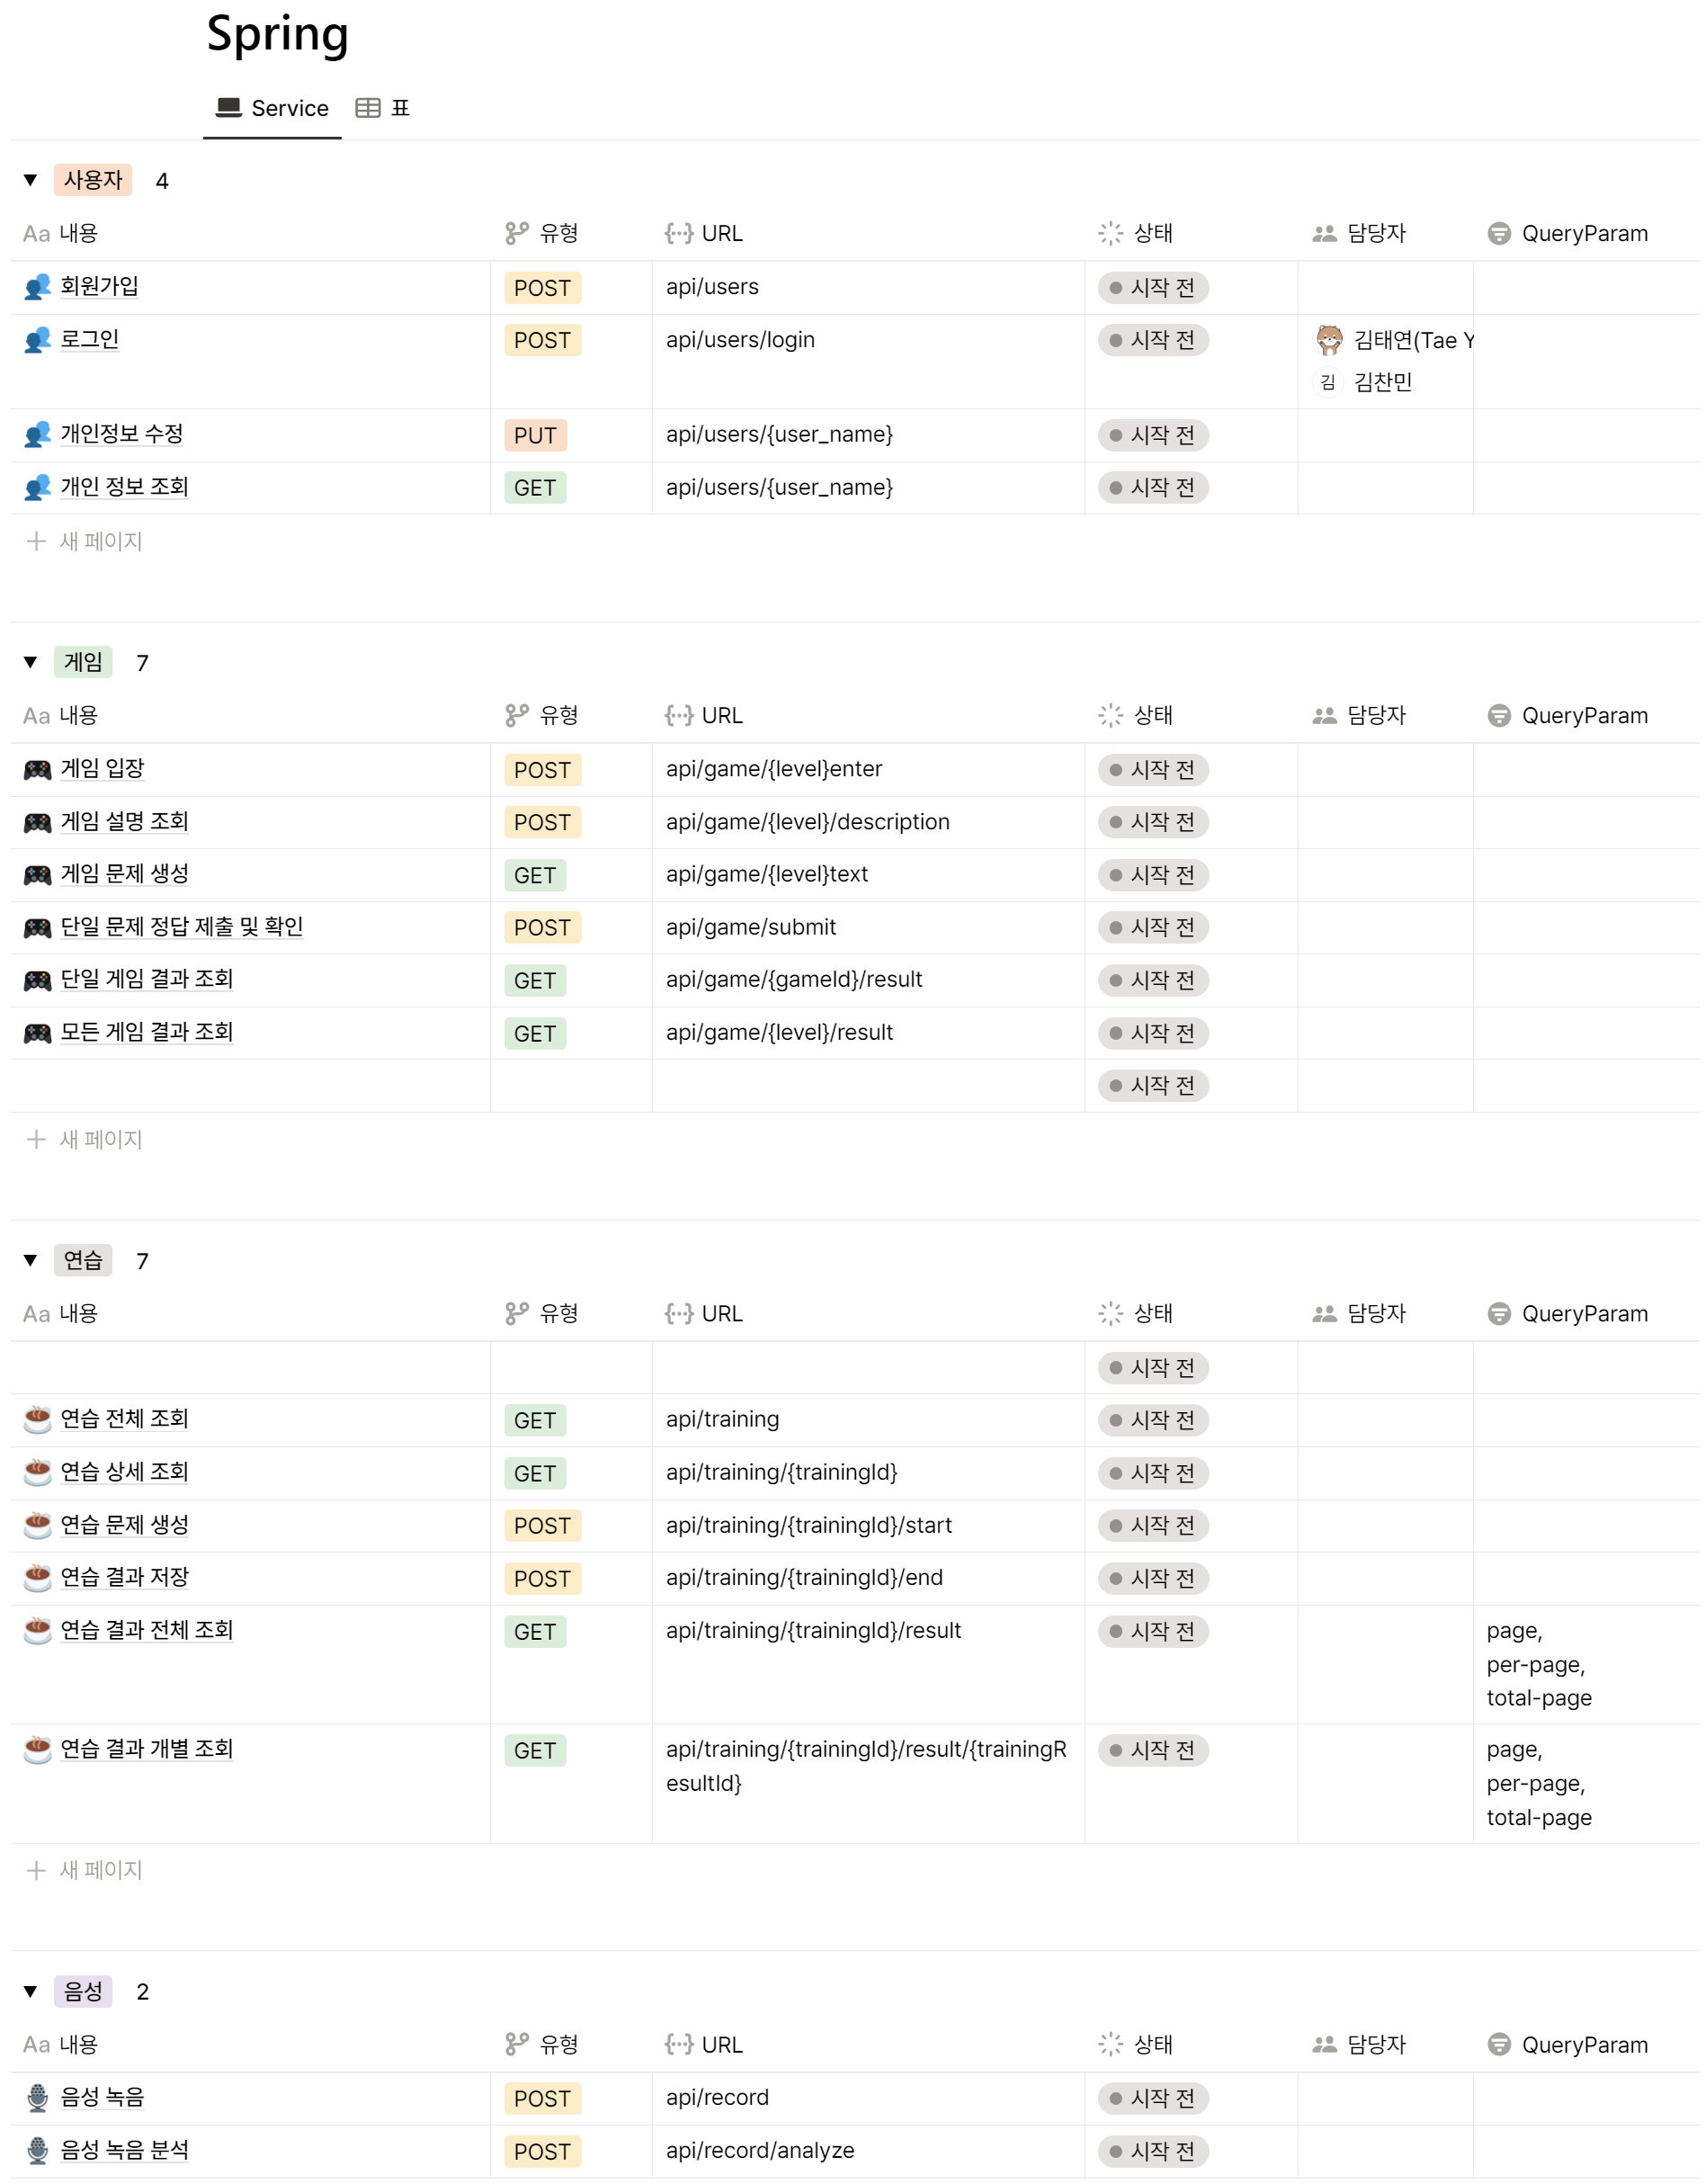 Spring
Service 표
사용자 4
Aa 내용 유형 URL 상태 담당자 QueryParam
회원가입 POST api/users 시작 전
로그인 POST api/users/login 시작 전 김태연(Tae Y
김 김찬민
개인정보 수정 PUT api/users/{user_name} 시작 전
개인 정보 조회 GET api/users/{user_name} 시작 전
새 페이지
게임 7
Aa 내용 유형 URL 상태 담당자 QueryParam
게임 입장 POST api/game/{level}enter 시작 전
게임 설명 조회 POST api/game/{level}/description 시작 전
게임 문제 생성 GET api/game/{level}text 시작 전
단일 문제 정답 제출 및 확인 POST api/game/submit 시작 전
단일 게임 결과 조회 GET api/game/{gameId}/result 시작 전
모든 게임 결과 조회 GET api/game/{level}/result 시작 전
시작 전
새 페이지
연습 7
Aa 내용 유형 URL 상태 담당자 QueryParam
시작 전
연습 전체 조회 GET api/training 시작 전
연습 상세 조회 GET api/training/{trainingId} 시작 전
연습 문제 생성 POST api/training/{trainingId}/start 시작 전
연습 결과 저장 POST api/training/{trainingId}/end 시작 전
연습 결과 전체 조회 GET api/training/{trainingId}/result 시작 전 page,
per-page,
total-page
연습 결과 개별 조회 GET api/training/{trainingId}/result/{trainingR 시작 전 page,
esultId} per-page,
total-page
새 페이지
음성 2
Aa 내용 유형 URL 상태 담당자 QueryParam
음성 녹음 POST api/record 시작 전
음성 녹음 분석 POST api/record/analyze 시작 전